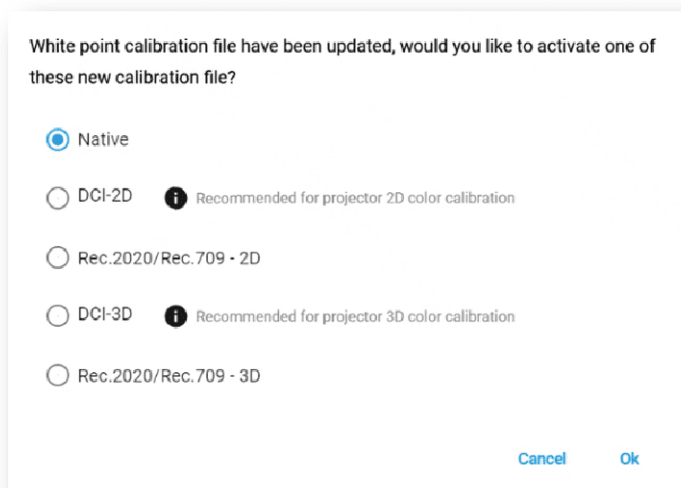 White point calibration file have been updated, would you like to activate one of
these new calibration file?
Native
DCI-2D i Recommended for projector 2D color calibration
Rec.2020/Rec.709 - 2D
DCI-3D i Recommended for projector 3D color calibration
Rec.2020/Rec.709 - 3D
Cancel Ok